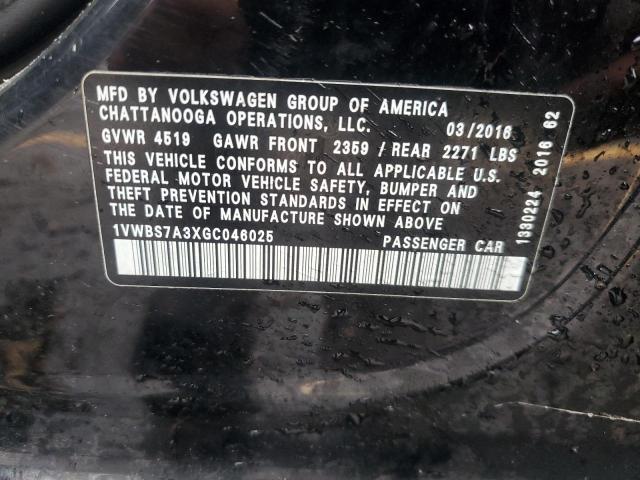 MFD BY VOLKSWAGEN GROUP OF AMERICA
CHATTANOOGA OPERATIONS, LLC. 03/2016
GVWR 4519 GAWR FRONT 2359 / REAR 2271 LBS
THIS VEHICLE CONFORMS TO ALL APPLICABLE U.S.
FEDERAL MOTOR VEHICLE SAFETY, BUMPER AND
THEFT PREVENTION STANDARDS IN EFFECT ON
DATE OF MANUFACTURE SHOWN ABOVE
1VWBS7A3XGC046025 PASSENGER CAR
1330224 2016 62